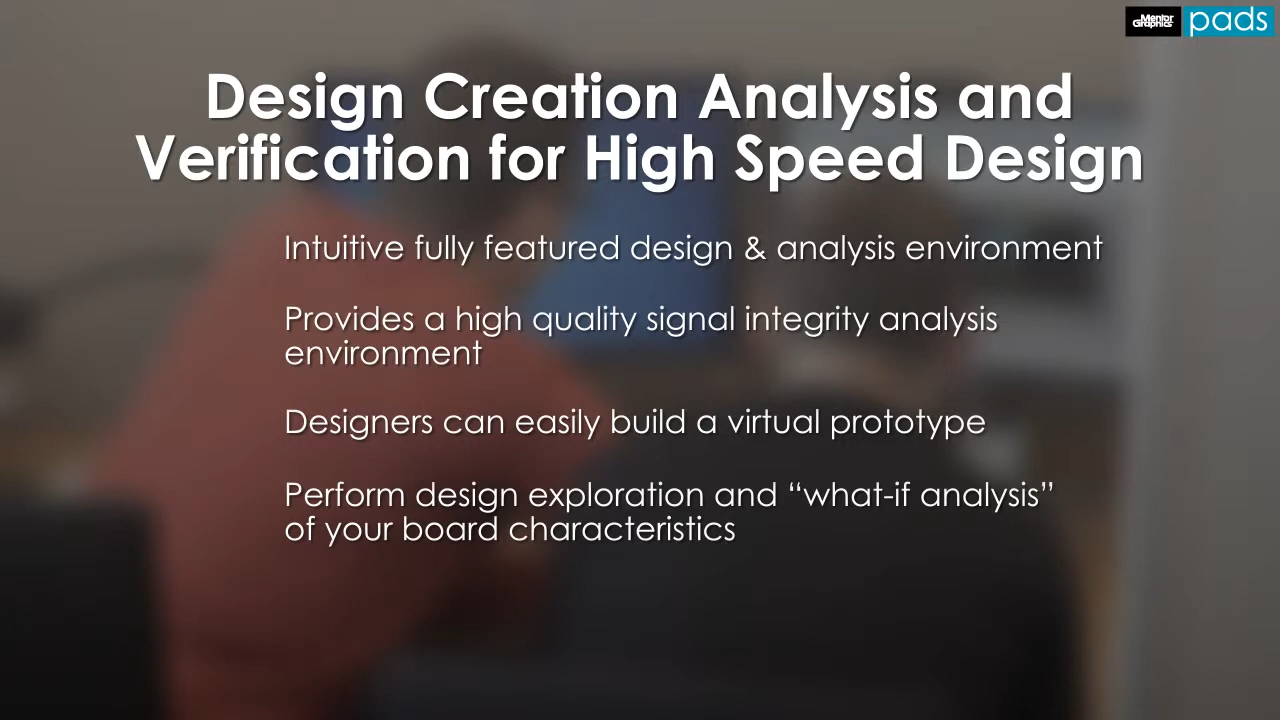 Mentor
Graphics
pads
Design Creation Analysis and
Verification for High Speed Design
Intuitive fully featured design & analysis environment
Provides a high quality signal integrity analysis
environment
Designers can easily build a virtual prototype
Perform design exploration and “what-if analysis”
of your board characteristics